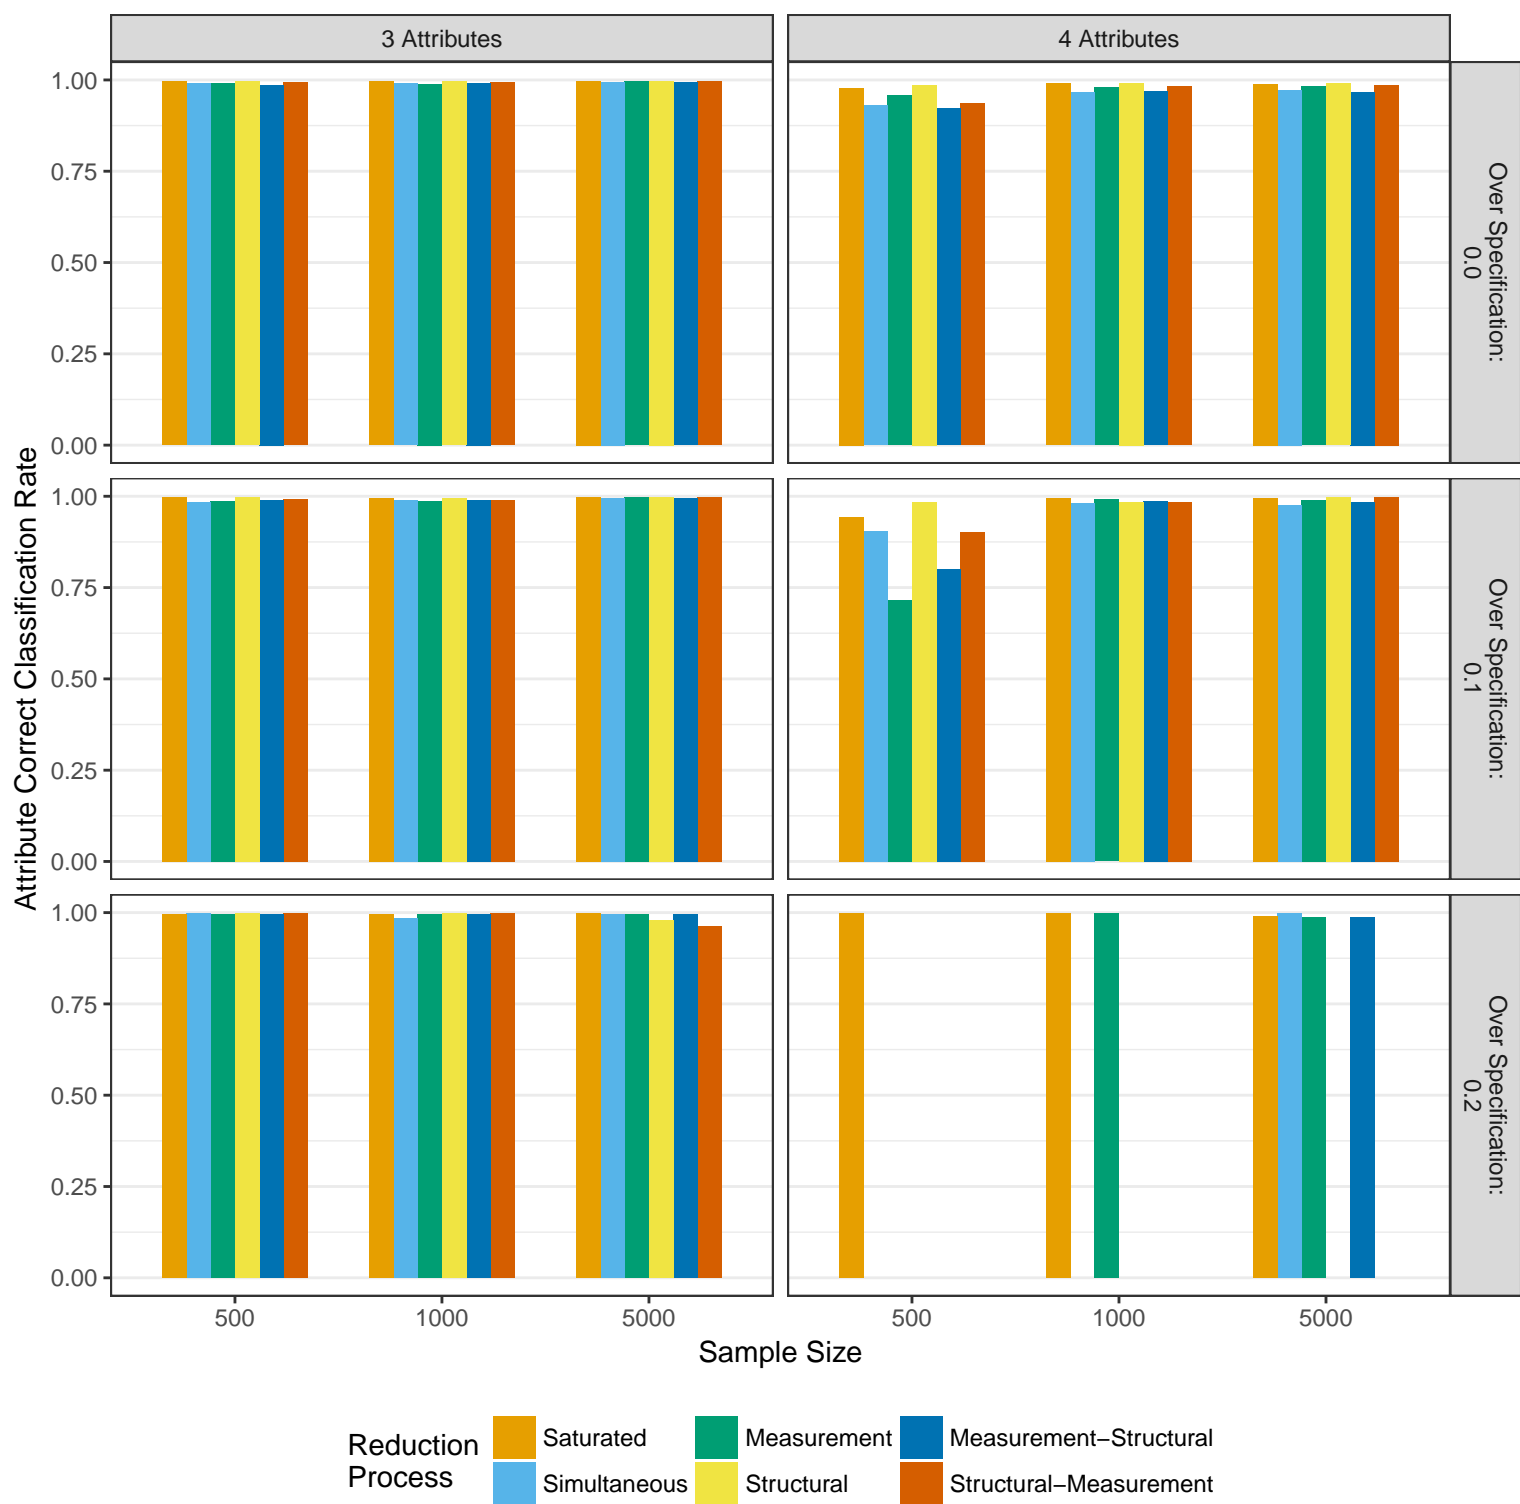 3 Attributes
4 Attributes
Attribute Correct Classification Rate
1.00
0.75
0.50
0.25
0.00
Over Specification:
0.0
1.00
0.75
0.50
0.25
0.00
Over Specification:
0.1
1.00
0.75
0.50
0.25
0.00
Over Specification:
0.2
500
1000
5000
500
1000
5000
Sample Size
Reduction
Process
Saturated
Measurement
Measurement−Structural
Simultaneous
Structural
Structural−Measurement